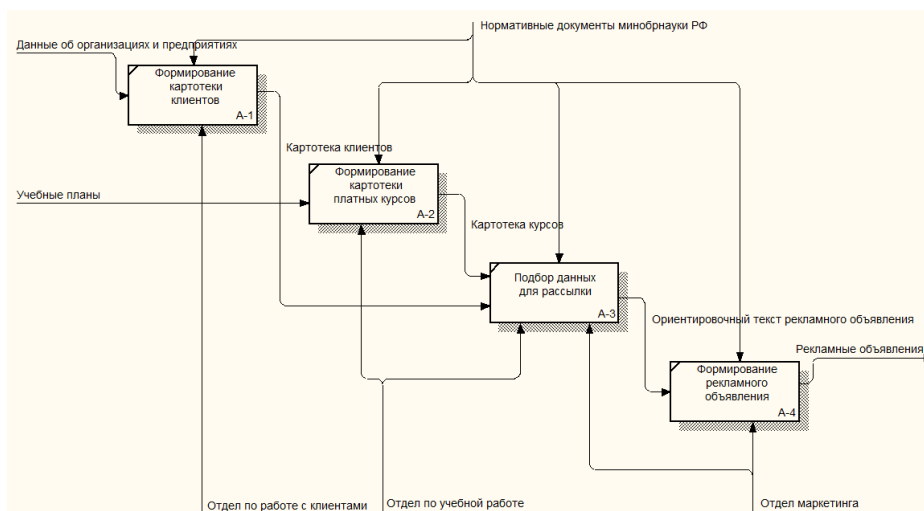 Нормативные документы минобрнауки РФ
Данные об организациях и предприятиях
Формирование
картотеки
клиентов
А-1
Картотека клиентов
Формирование
картотеки
платных курсов
А-2
Учебные планы
Картотека курсов
Подбор данных
для рассылки
А-3
Ориентировочный текст рекламного объявления
Рекламные объявления
Формирование
рекламного
объявления
А-4
Отдел по работе с клиентами
Отдел по учебной работе
Отдел маркетинга